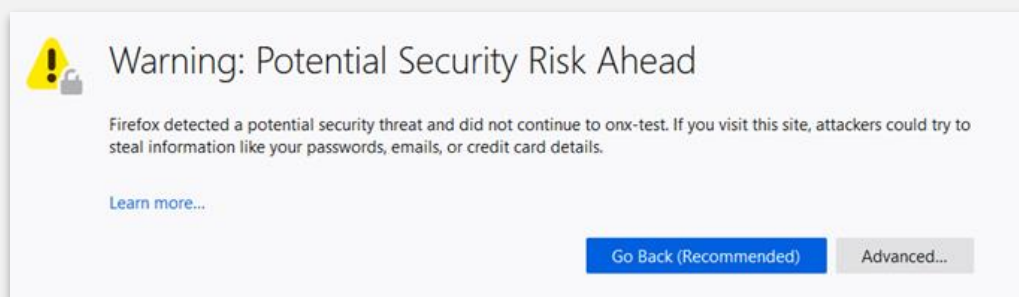 Warning: Potential Security Risk Ahead
Firefox detected a potential security threat and did not continue to onx-test. If you visit this site, attackers could try to
steal information like your passwords, emails, or credit card details.
Learn more...
Go Back (Recommended)
Advanced...